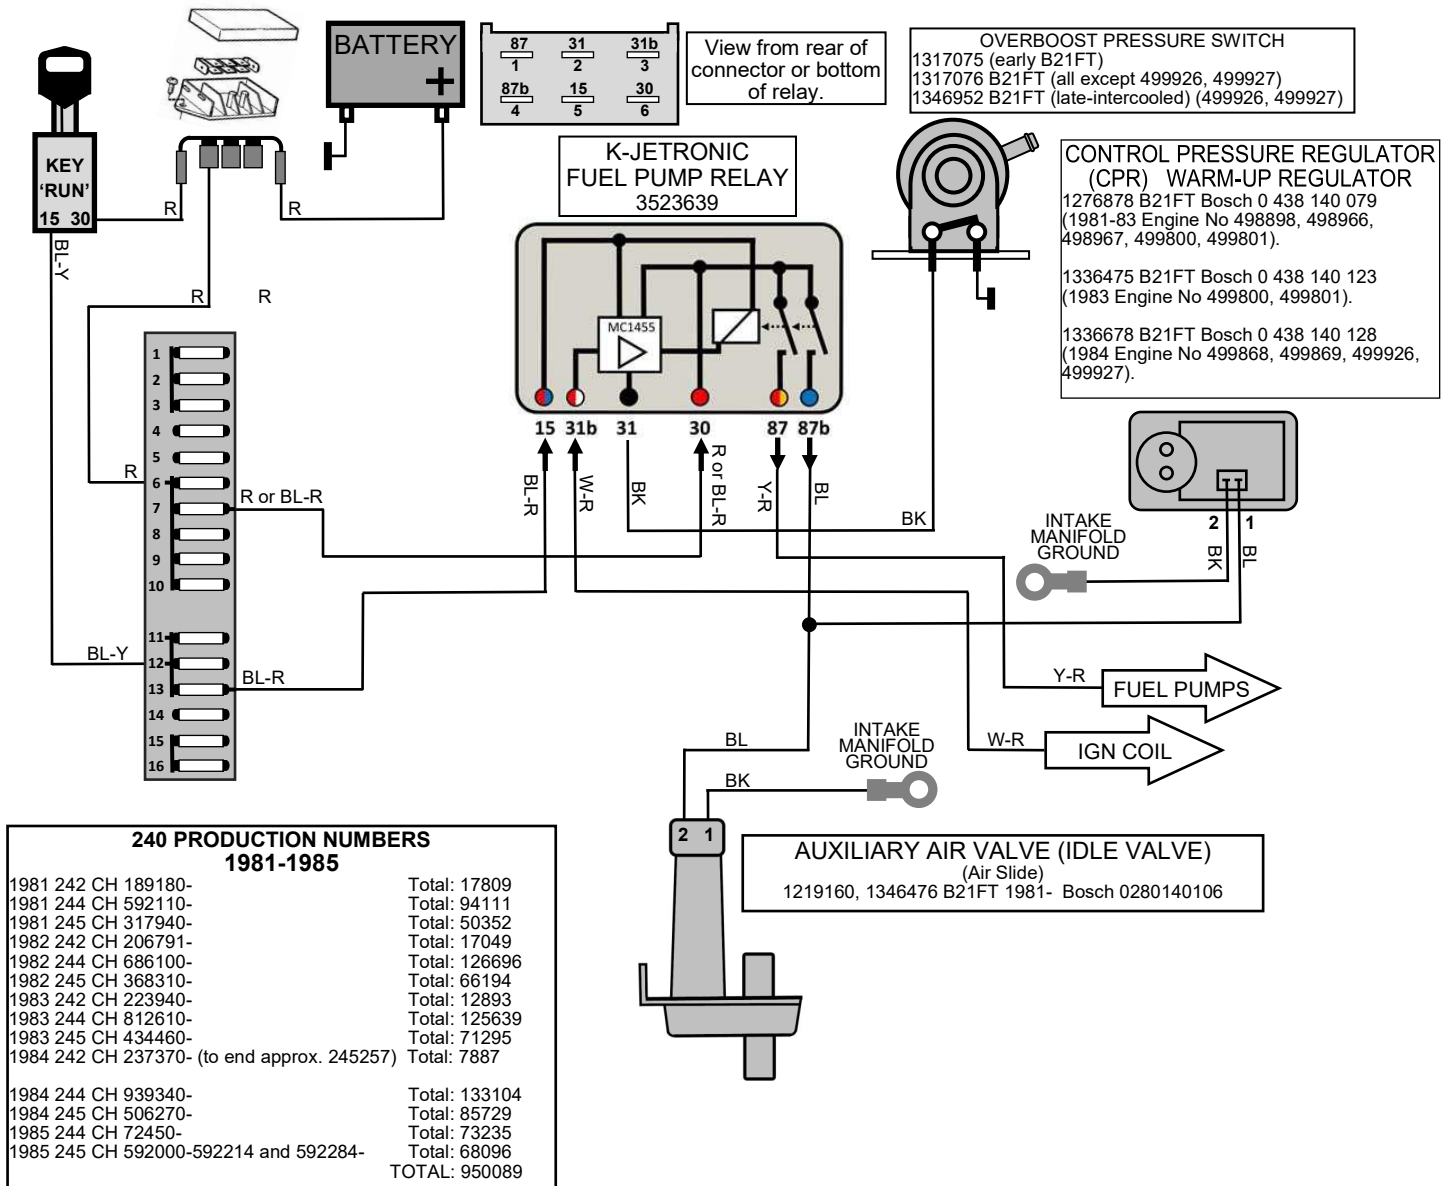 BATTERY
+
87 31 31b
1 2 3
87b 15 30
4 5 6
View from rear of
connector or bottom
of relay.
OVERBOOST PRESSURE SWITCH
1317075 (early B21FT)
1317076 B21FT (all except 499926, 499927)
1346952 B21FT (late-intercooled) (499926, 499927)
KEY
'RUN'
15 30
R
R
BL-Y
K-JETRONIC
FUEL PUMP RELAY
3523639
CONTROL PRESSURE REGULATOR
(CPR) WARM-UP REGULATOR
1276878 B21FT Bosch 0 438 140 079
(1981-83 Engine No 498898, 498966,
498967, 499800, 499801).
1336475 B21FT Bosch 0 438 140 123
(1983 Engine No 499800, 499801).
1336678 B21FT Bosch 0 438 140 128
(1984 Engine No 499868, 499869, 499926,
499927).
R
R
MC1455
15 31b 31 30 87 87b
BL-R
W-R
BK
R or BL-R
Y-R
BL
BK
1
2
3
4
5
6
7
8
9
10
11
12
13
14
15
16
R
R or BL-R
BL-Y
BL-R
2 1
BK
BL
INTAKE
MANIFOLD
GROUND
Y-R
FUEL PUMPS
W-R
IGN COIL
BL
BK
INTAKE
MANIFOLD
GROUND
2 1
AUXILIARY AIR VALVE (IDLE VALVE)
(Air Slide)
1219160, 1346476 B21FT 1981- Bosch 0280140106
240 PRODUCTION NUMBERS
1981-1985
1981 242 CH 189180- Total: 17809
1981 244 CH 592110- Total: 94111
1981 245 CH 317940- Total: 50352
1982 242 CH 206791- Total: 17049
1982 244 CH 686100- Total: 126696
1982 245 CH 368310- Total: 66194
1983 242 CH 223940- Total: 12893
1983 244 CH 812610- Total: 125639
1983 245 CH 434460- Total: 71295
1984 242 CH 237370- (to end approx. 245257) Total: 7887
1984 244 CH 939340- Total: 133104
1984 245 CH 506270- Total: 85729
1985 244 CH 72450- Total: 73235
1985 245 CH 592000-592214 and 592284- Total: 68096
TOTAL: 950089